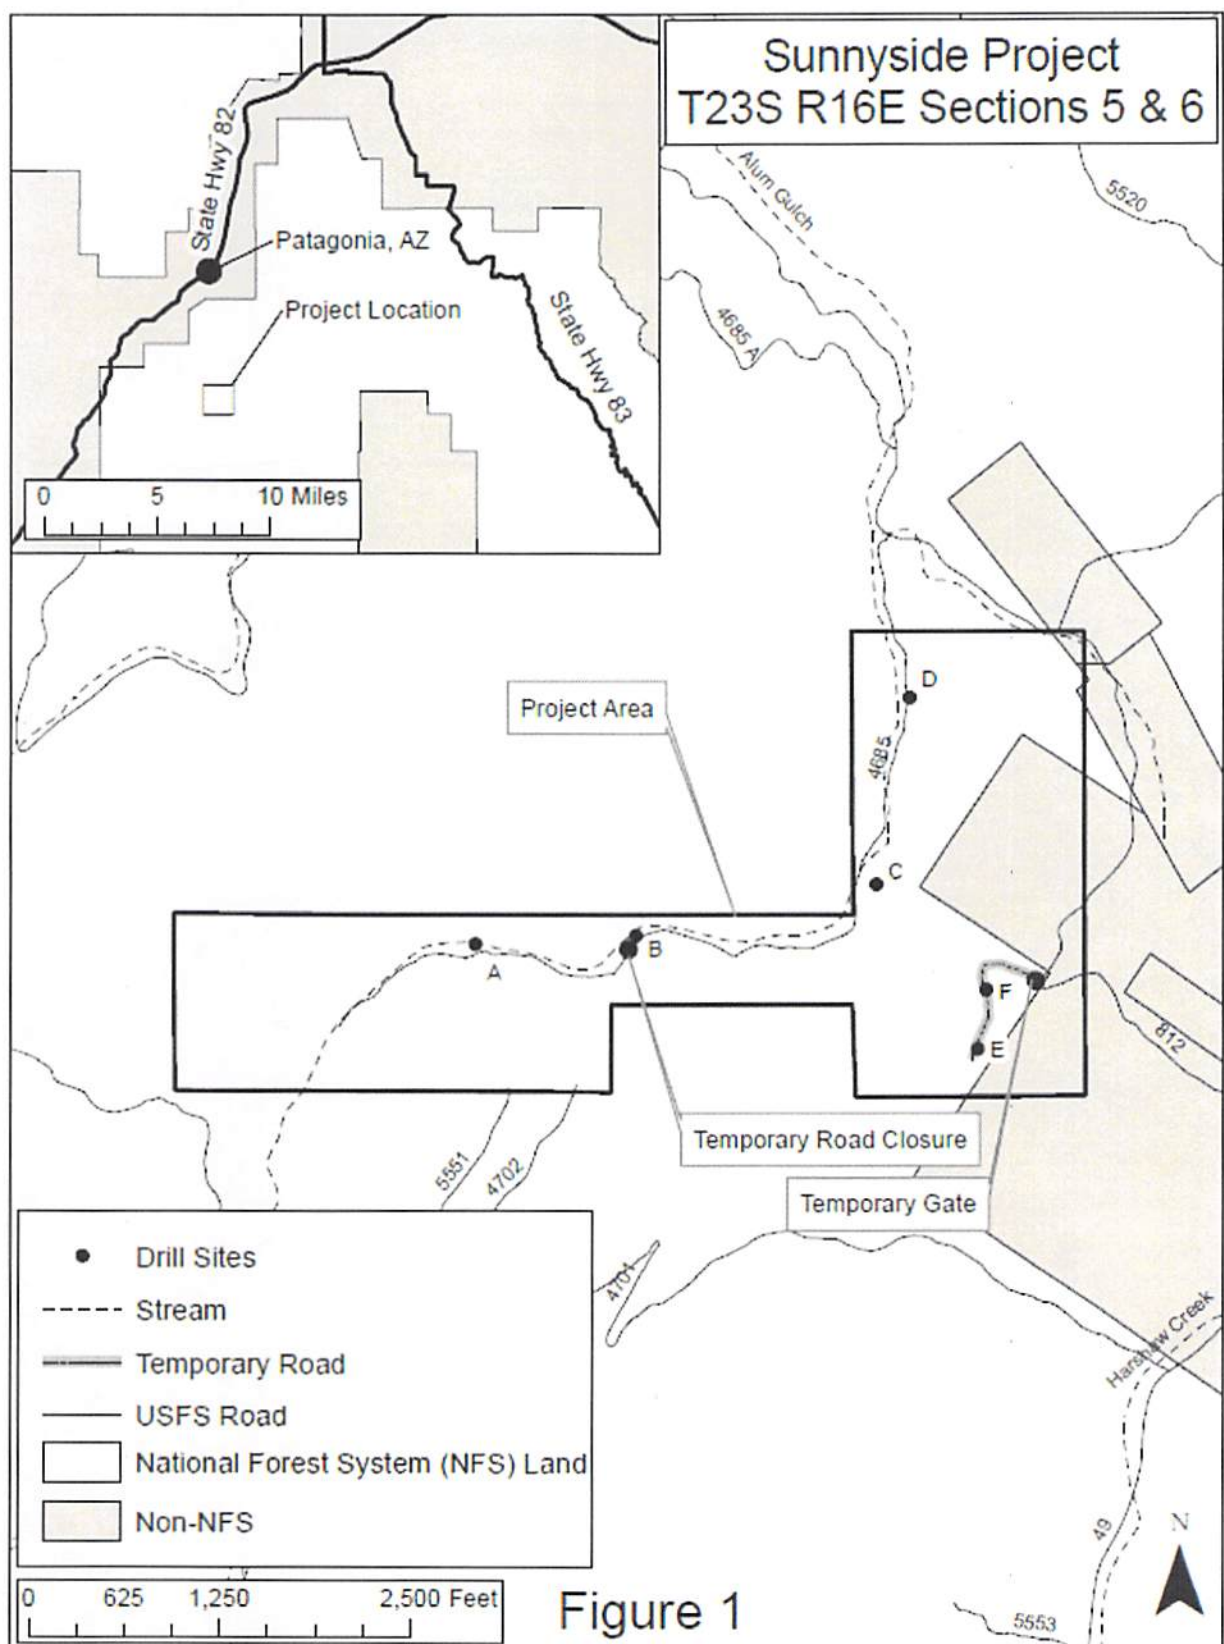 Sunnyside Project
T23S R16E Sections 5 & 6
State Hwy 82
Patagonia, AZ
Project Location
State Hwy 83
0 5 10 Miles
Alum Gulch
5520
4685 A
D
Project Area
4685
C
B
A
F
E
812
Temporary Road Closure
5551
4702
Temporary Gate
4701
Harshaw Creek
Drill Sites
Stream
Temporary Road
USFS Road
National Forest System (NFS) Land
Non-NFS
49
N
0 625 1,250 2,500 Feet
Figure 1
5553